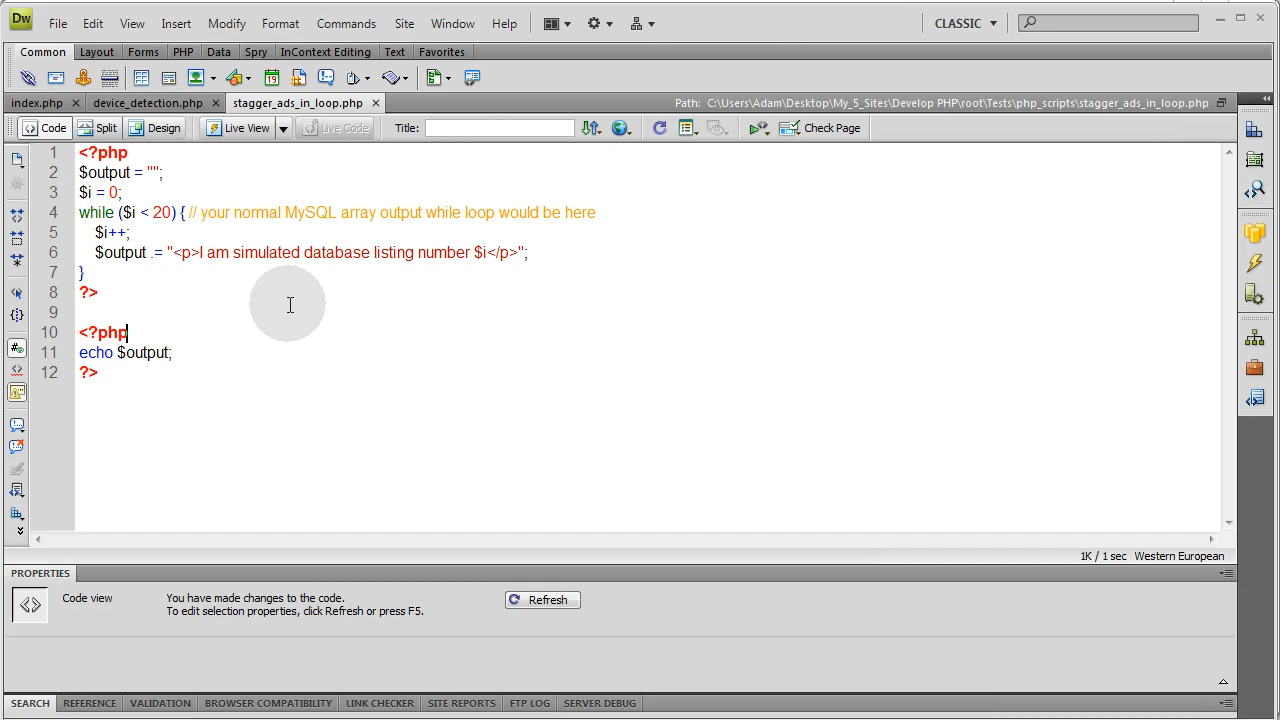 Dw File Edit View Insert Modify Format Commands Site Window Help CLASSIC
Common Layout Forms PHP Data Spry InContext Editing Text Favorites
19
index.php device_detection.php stagger_ads_in_loop.php Path: C:\Users\Adam\Desktop\My_5_Sites\Develop PHP\root\Tests\php_scripts\stagger_ads_in_loop.php
Code Split Design Live View Live Code Title: Check Page
1 <?php
2 $output = "";
3 $i = 0;
4 while ($i < 20) { // your normal MySQL array output while loop would be here
5 $i++;
6 $output .= "<p>I am simulated database listing number $i</p>";
7 }
8 ?>
9
10 <?php
11 echo $output;
12 ?>
1K / 1 sec Western European
PROPERTIES
Code view You have made changes to the code. Refresh
To edit selection properties, click Refresh or press F5.
SEARCH REFERENCE VALIDATION BROWSER COMPATIBILITY LINK CHECKER SITE REPORTS FTP LOG SERVER DEBUG